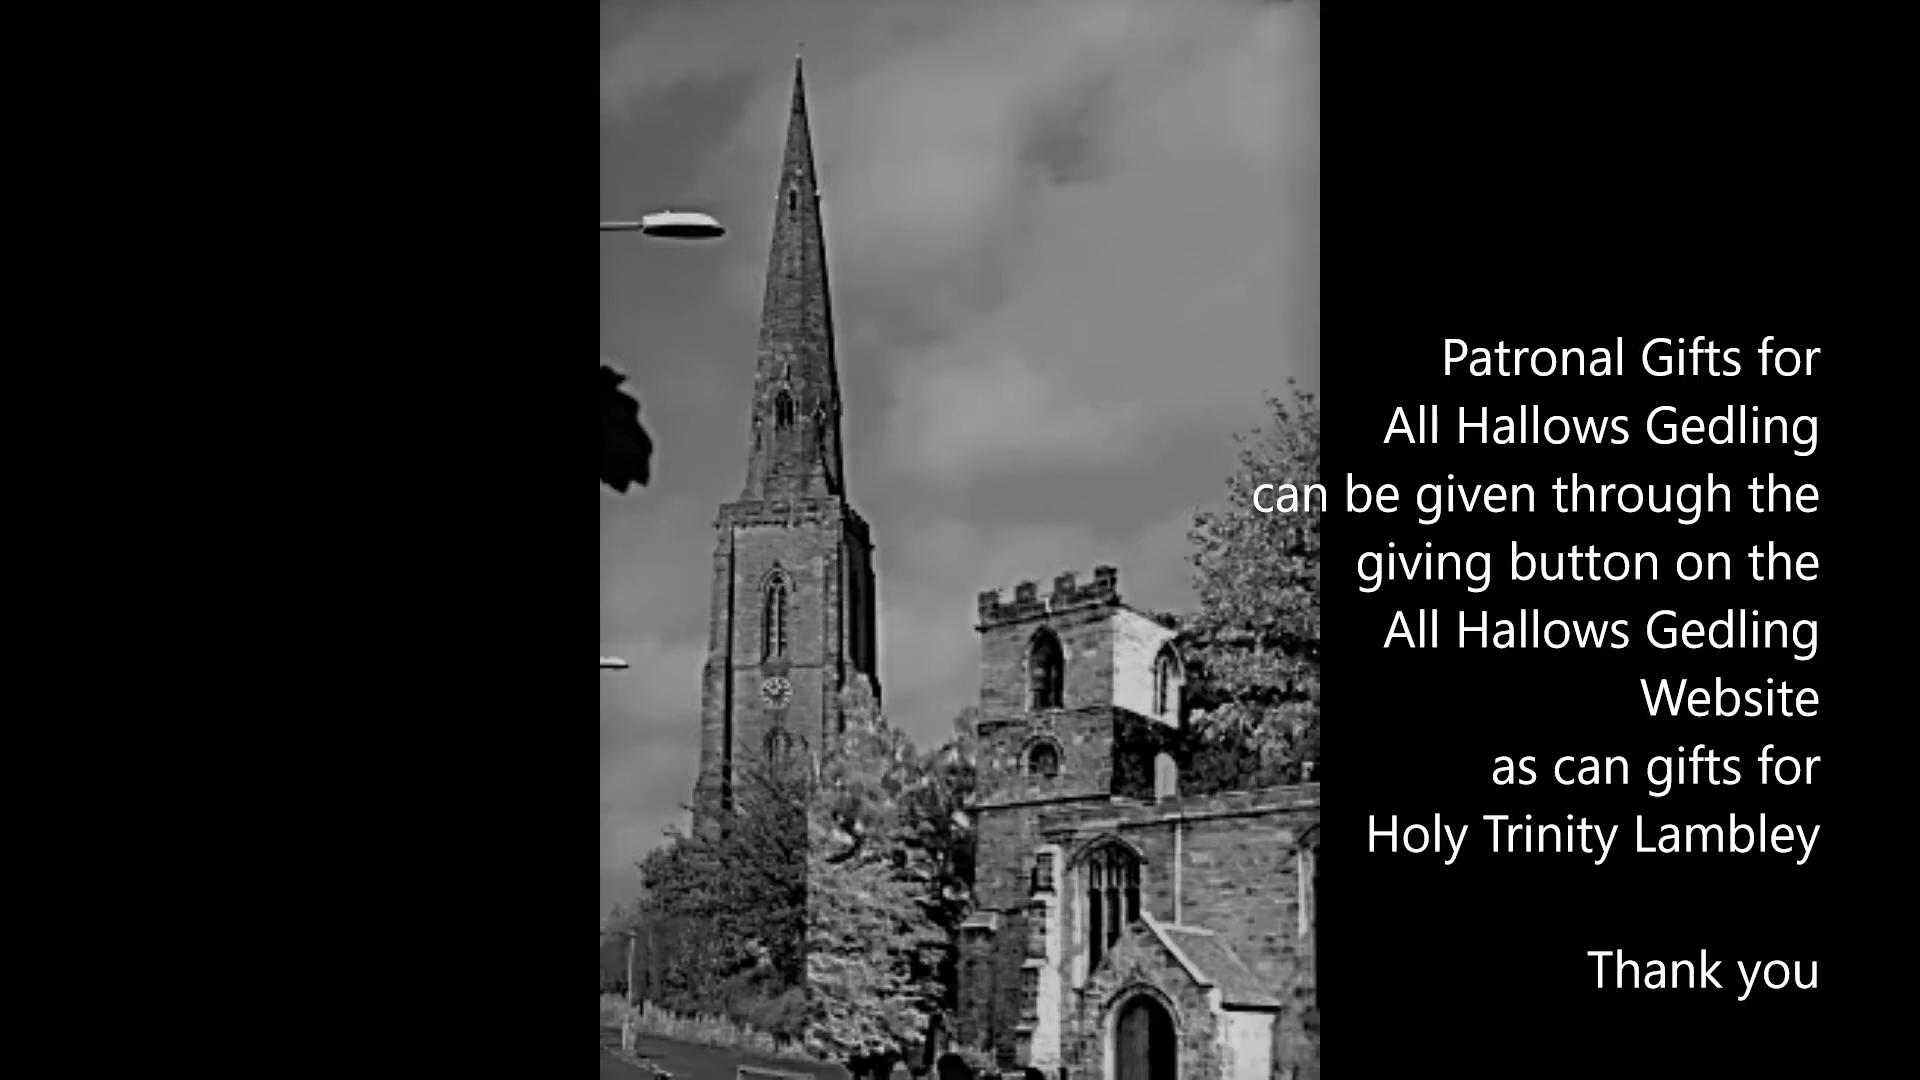 Patronal Gifts for
All Hallows Gedling
can be given through the
giving button on the
All Hallows Gedling
Website
as can gifts for
Holy Trinity Lambley
Thank you